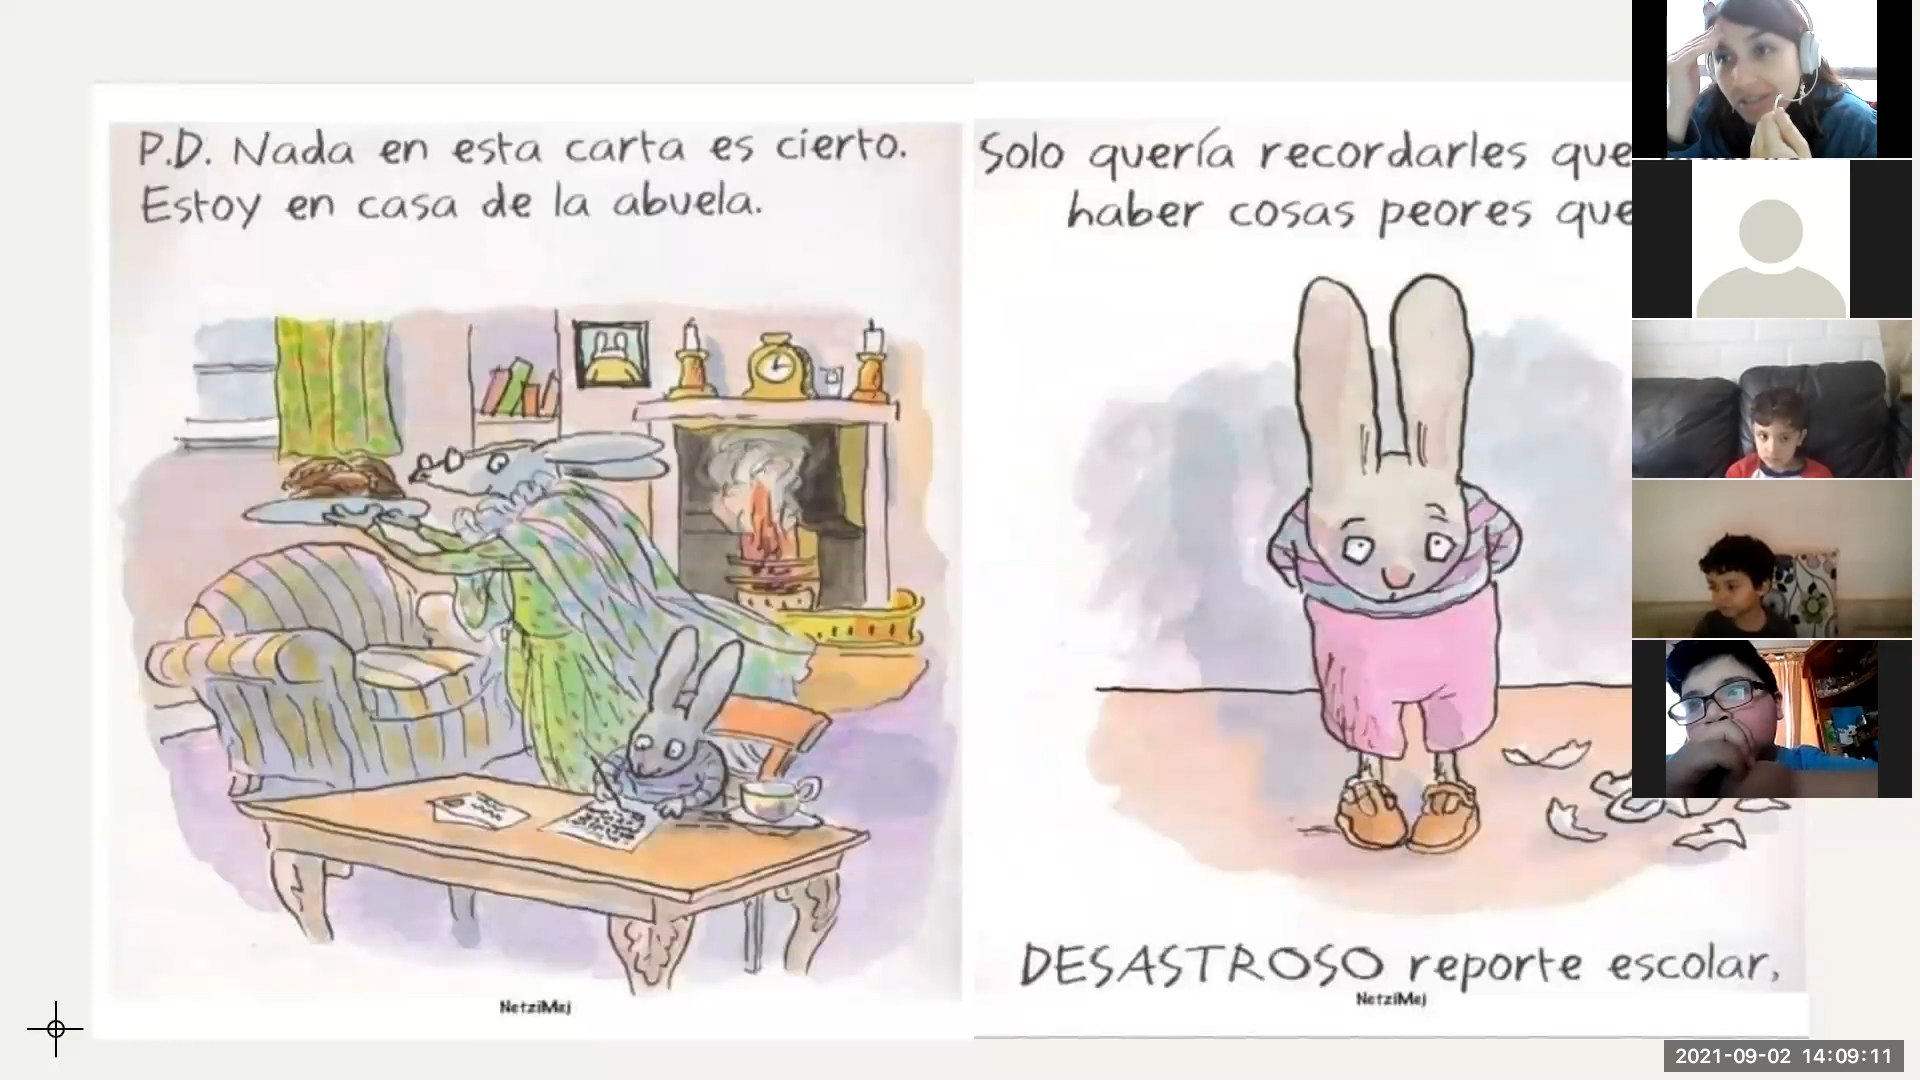 P.D. Nada en esta carta es cierto.
Estoy en casa de la abuela.
NetziMej
Solo quería recordarles que
haber cosas peores que
DESASTROSO reporte escolar,
NetziMej
2021-09-02 14:09:11